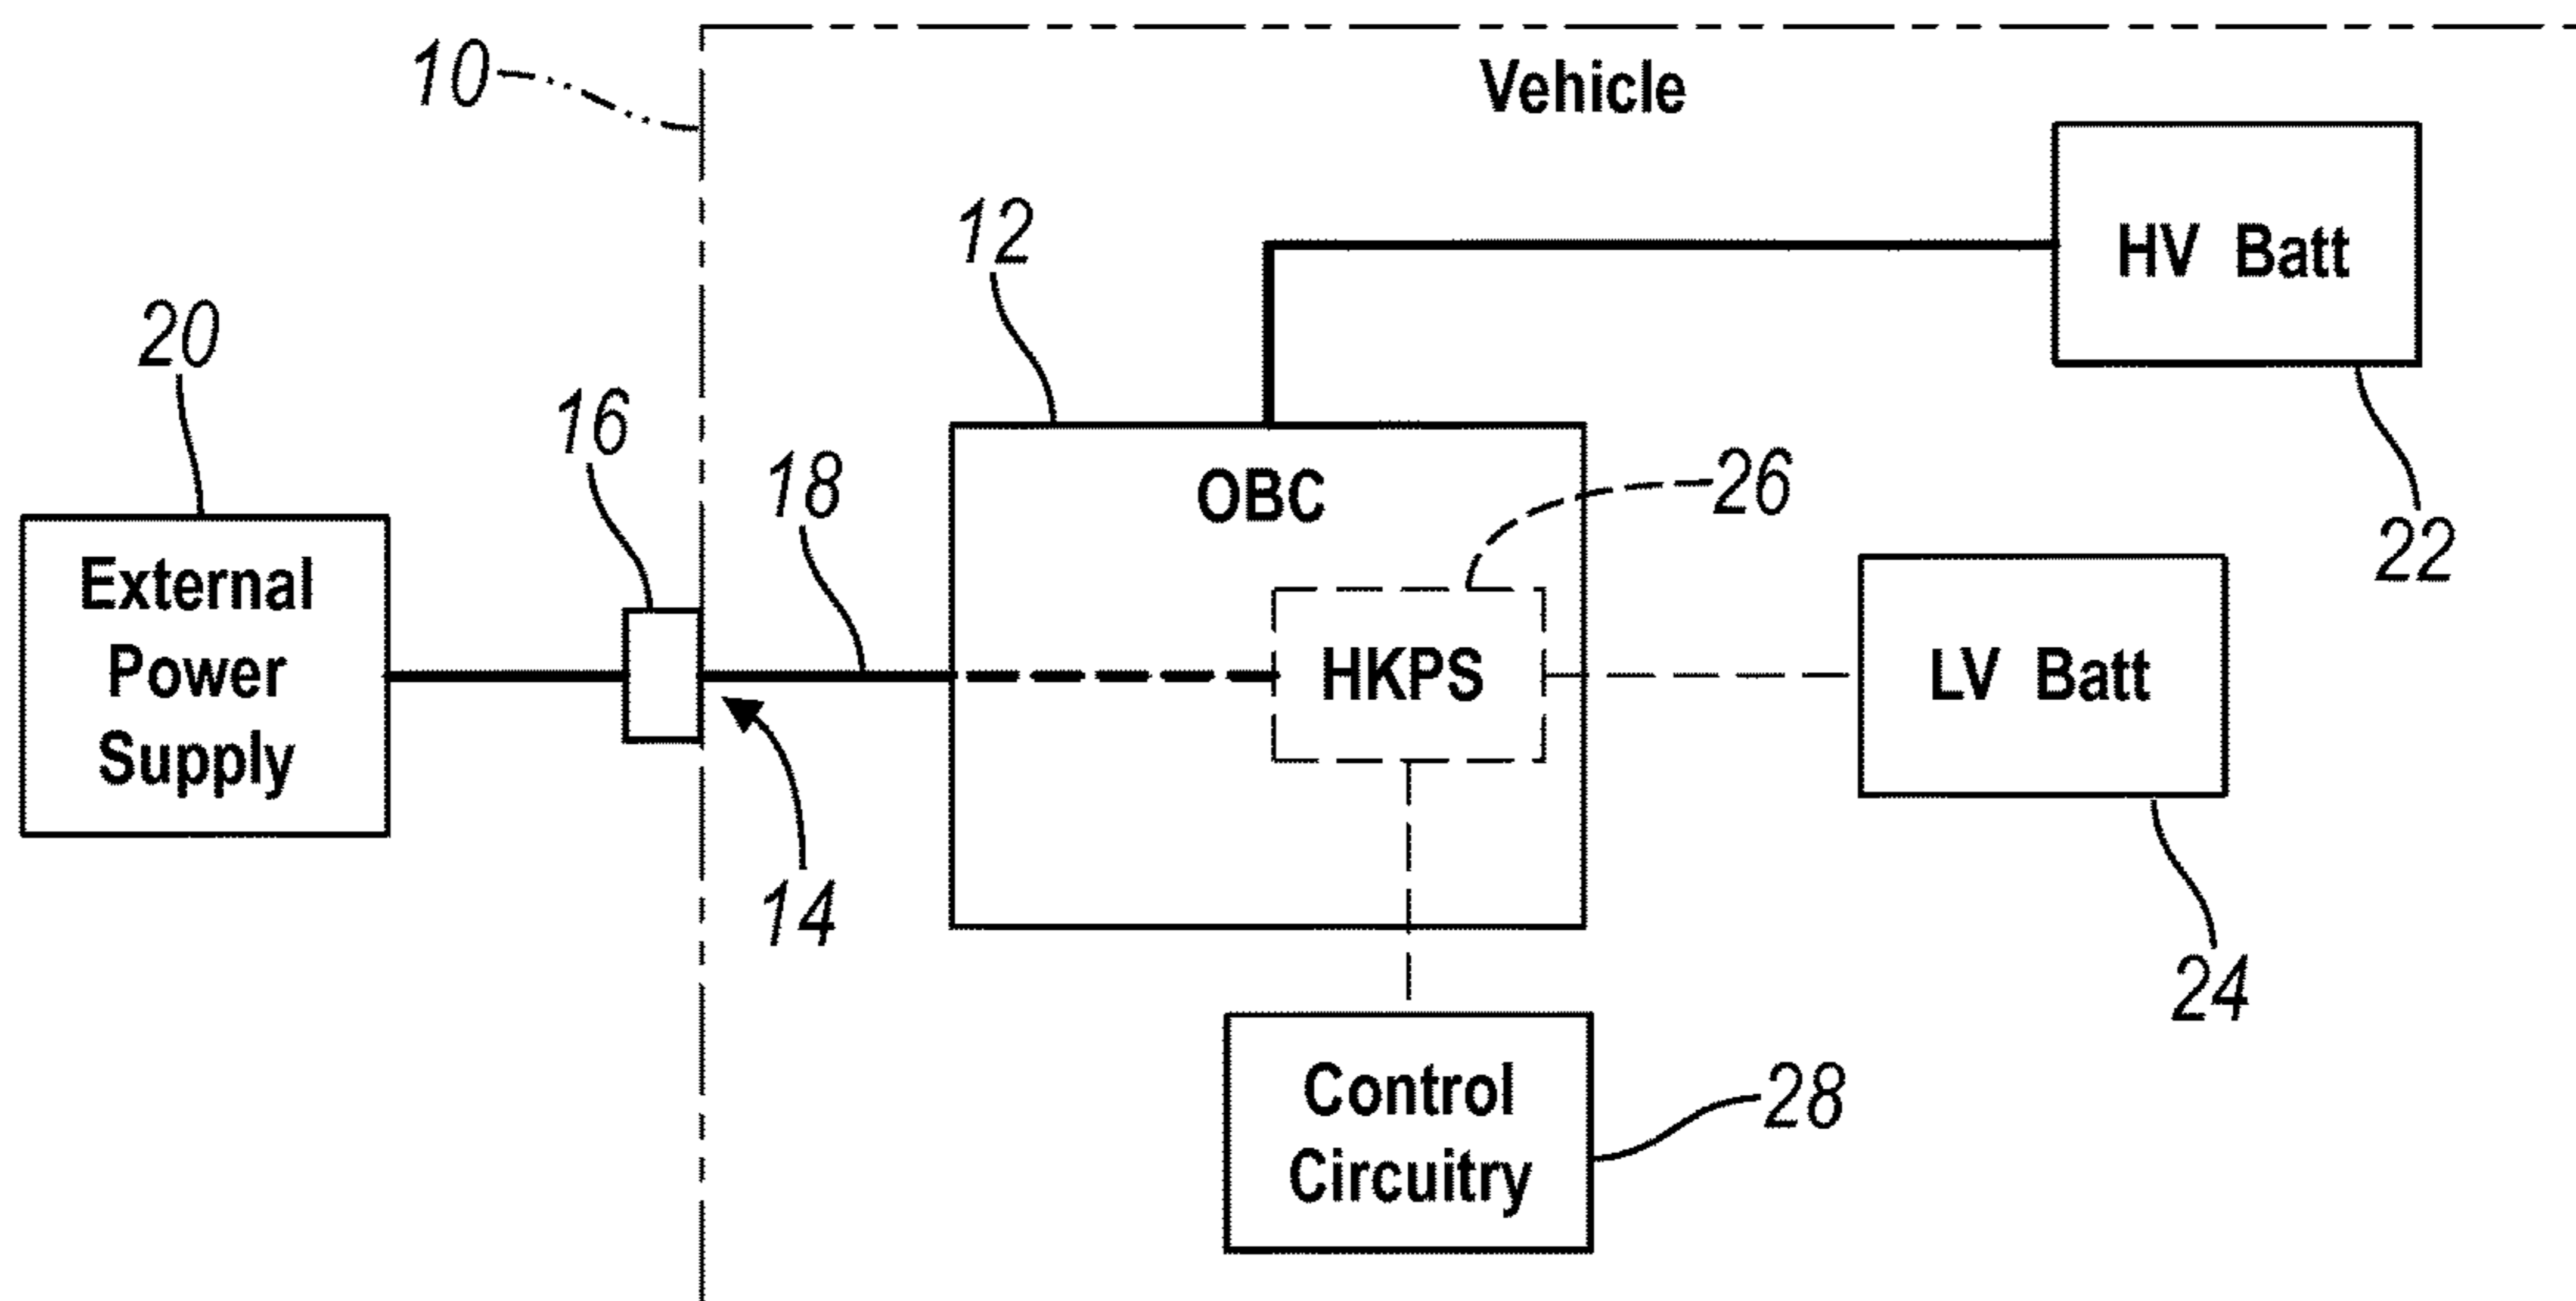 10
Vehicle
12
HV Batt
20
16
18
OBC
26
22
External
Power
Supply
HKPS
LV Batt
14
24
Control
Circuitry
28